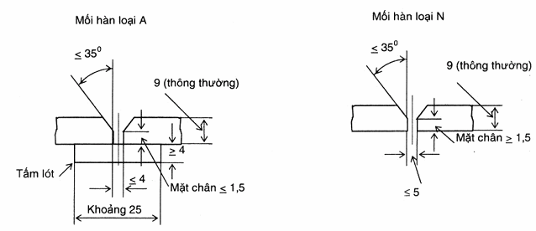 Mối hàn loại A
≤ 35⁰
9 (thông thường)
≥ 4
Tấm lót
≤ 4
Mặt chân ≤ 1,5
Khoảng 25
Mối hàn loại N
≤ 35⁰
9 (thông thường)
Mặt chân ≥ 1,5
≤ 5